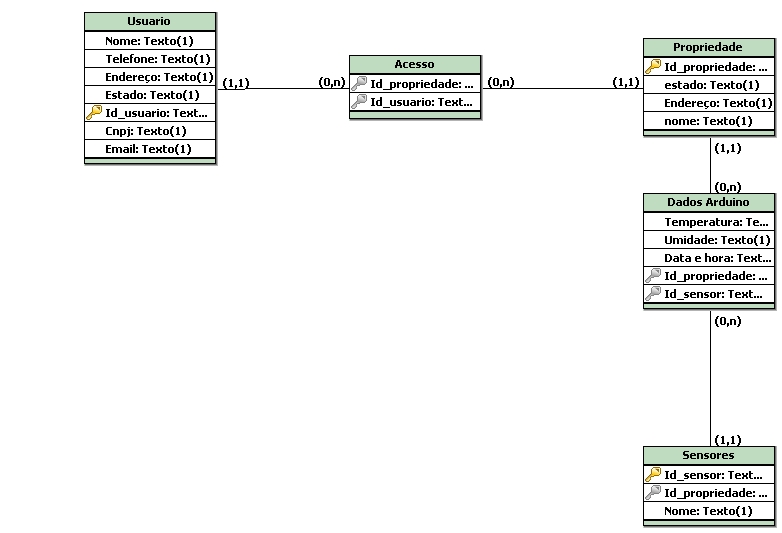 Usuario
Nome: Texto(1)
Telefone: Texto(1)
Endereço: Texto(1)
Estado: Texto(1)
Id_usuario: Text...
Cnpj: Texto(1)
Email: Texto(1)
(1,1)
(0,n)
Acesso
Id_propriedade: ...
Id_usuario: Text...
(0,n)
(1,1)
Propriedade
Id_propriedade: ...
estado: Texto(1)
Endereço: Texto(1)
nome: Texto(1)
(1,1)
(0,n)
Dados Arduino
Temperatura: Te...
Umidade: Texto(1)
Data e hora: Text...
Id_propriedade: ...
Id_sensor: Text...
(0,n)
(1,1)
Sensores
Id_sensor: Text...
Id_propriedade: ...
Nome: Texto(1)